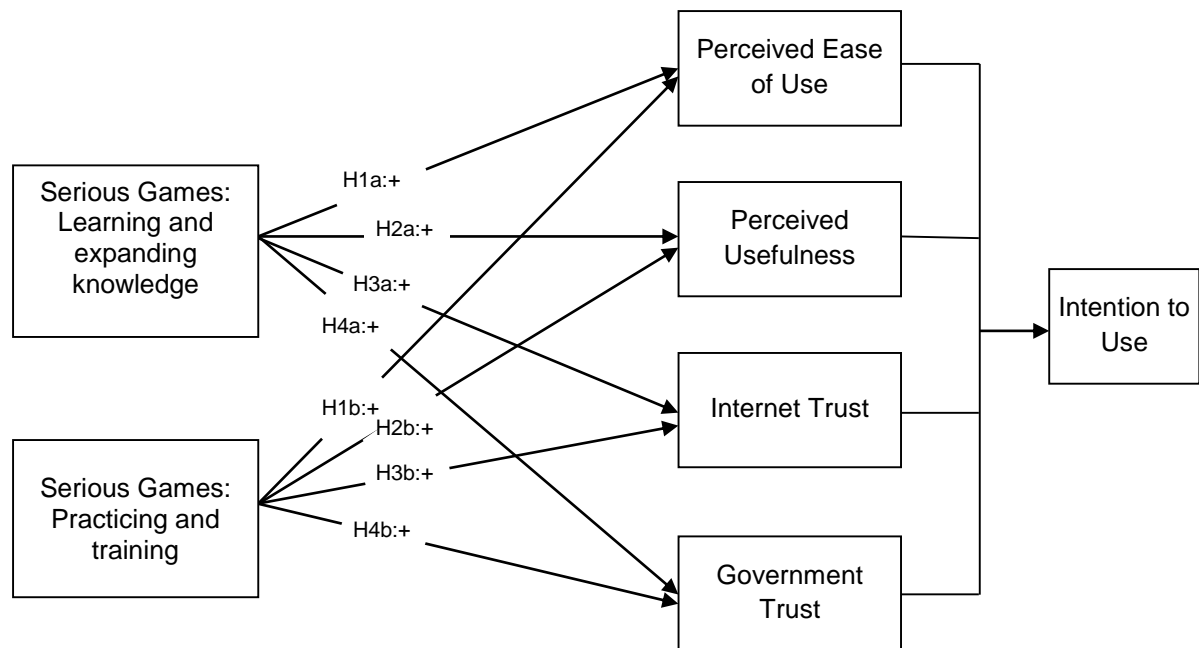 Perceived Ease
of Use
Serious Games:
Learning and
expanding
knowledge
H1a:+
H2a:+
H3a:+
H4a:+
Perceived
Usefulness
Intention to
Use
Internet Trust
H1b:+
H2b:+
H3b:+
H4b:+
Serious Games:
Practicing and
training
Government
Trust